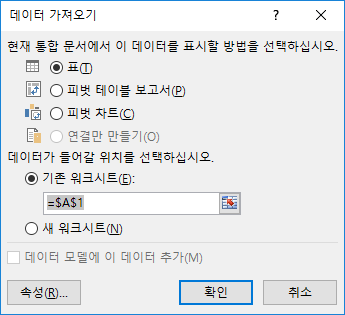 데이터 가져오기
현재 통합 문서에서 이 데이터를 표시할 방법을 선택하십시오.
표(T)
피벗 테이블 보고서(P)
피벗 차트(C)
연결만 만들기(O)
데이터가 들어갈 위치를 선택하십시오.
기존 워크시트(E):
=$A$1
새 워크시트(N)
데이터 모델에 이 데이터 추가(M)
속성(R)... 확인 취소